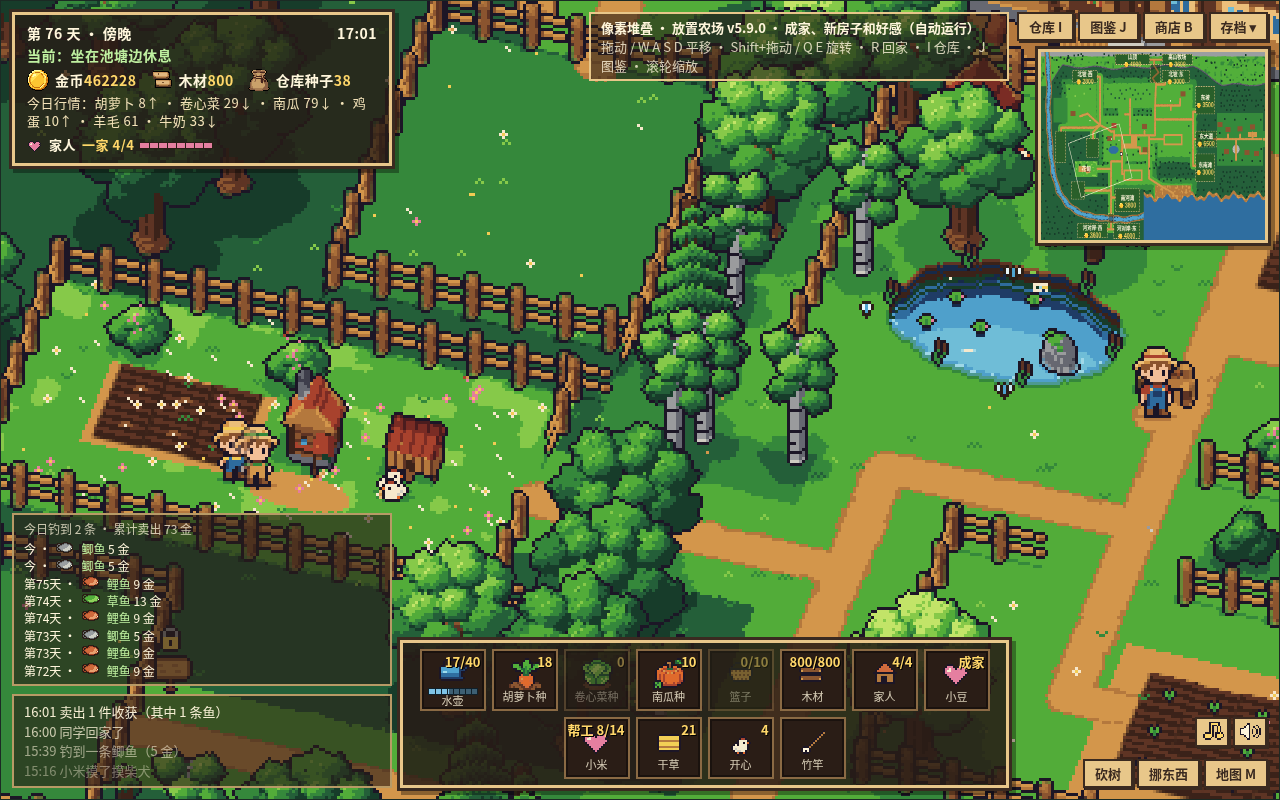 第 76 天 · 傍晚 17:01
当前：坐在池塘边休息
金币462228 木材800 仓库种子38
今日行情：胡萝卜 8↑ · 卷心菜 29↓ · 南瓜 79↓ · 鸡
蛋 10↑ · 羊毛 61 · 牛奶 33↓
家人 一家 4/4
像素堆叠 · 放置农场 v5.9.0 · 成家、新房子和好感（自动运行）
拖动 / W A S D 平移 · Shift+拖动 / Q E 旋转 · R 回家 · I 仓库 · J
图鉴 · 滚轮缩放
仓库 I
图鉴 J
商店 B
存档 ▾
今日钓到 2 条 · 累计卖出 73 金
今 · 鲫鱼 5 金
今 · 鲫鱼 5 金
第75天 · 鲤鱼 9 金
第74天 · 草鱼 13 金
第74天 · 鲤鱼 9 金
第73天 · 鲫鱼 5 金
第73天 · 鲤鱼 9 金
第72天 · 鲤鱼 9 金
16:01 卖出 1 件收获（其中 1 条鱼）
16:00 同学回家了
15:39 钓到一条鲫鱼（5 金）
15:16 小米摸了摸柴犬
17/40 水壶
18 胡萝卜种
0 卷心菜种
10 南瓜种
0/10 篮子
800/800 木材
4/4 家人
成家 小豆
帮工 8/14 小米
21 干草
4 开心
竹竿
砍树
挪东西
地图 M